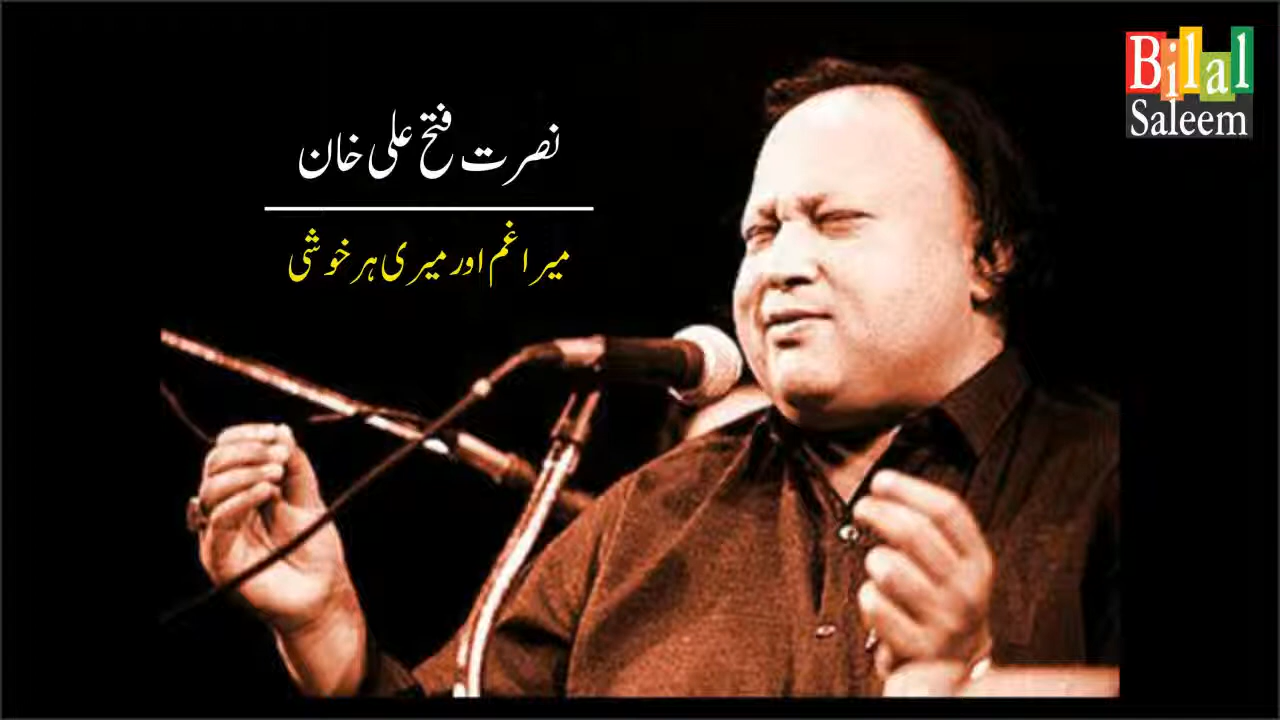 نصرت فتح علی خان
میرا غم اور میری ہر خوشی
Bilal
Saleem